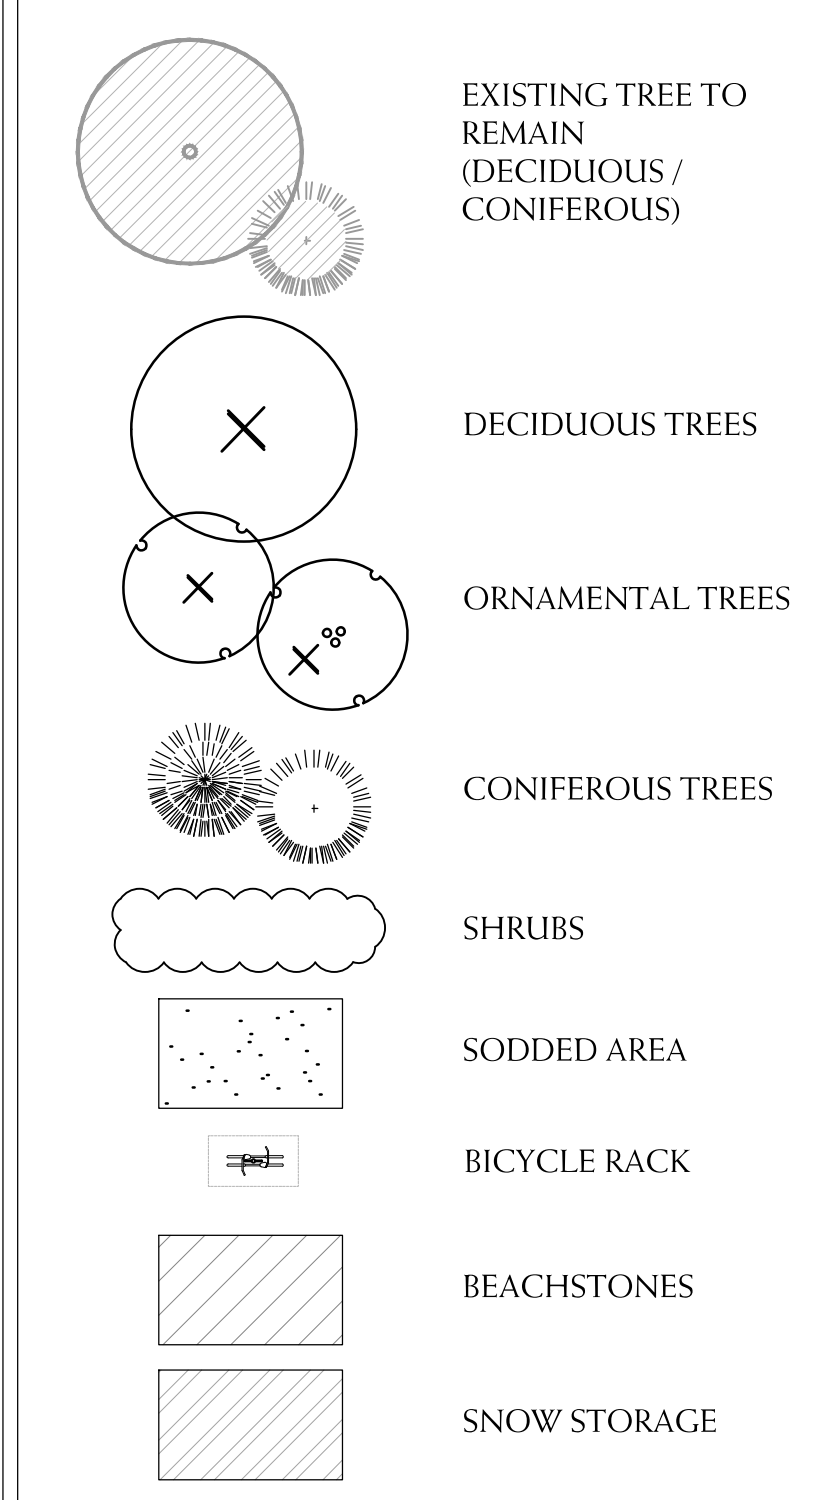 EXISTING TREE TO
REMAIN
(DECIDUOUS /
CONIFEROUS)
DECIDUOUS TREES
ORNAMENTAL TREES
CONIFEROUS TREES
SHRUBS
SODDED AREA
BICYCLE RACK
BEACHSTONES
SNOW STORAGE